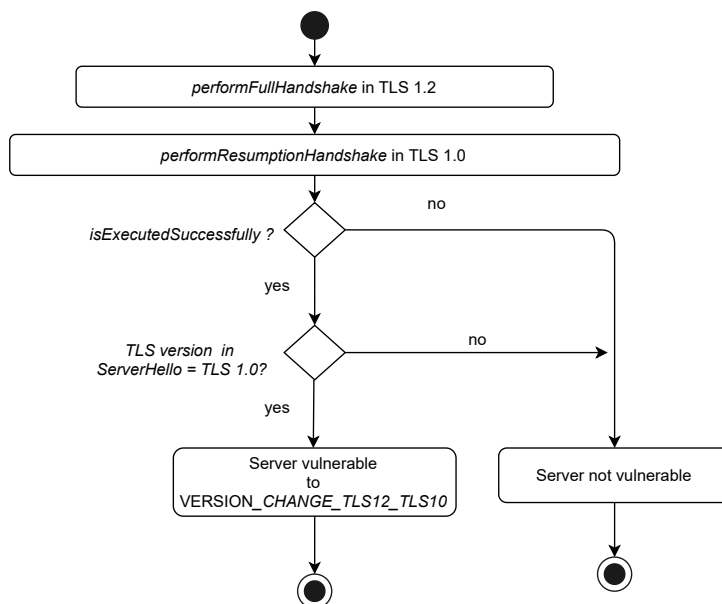 performFullHandshake in TLS 1.2
performResumptionHandshake in TLS 1.0
no
isExecutedSuccessfully ?
yes
no
TLS version in
ServerHello = TLS 1.0?
yes
Server vulnerable
to
VERSION_CHANGE_TLS12_TLS10
Server not vulnerable